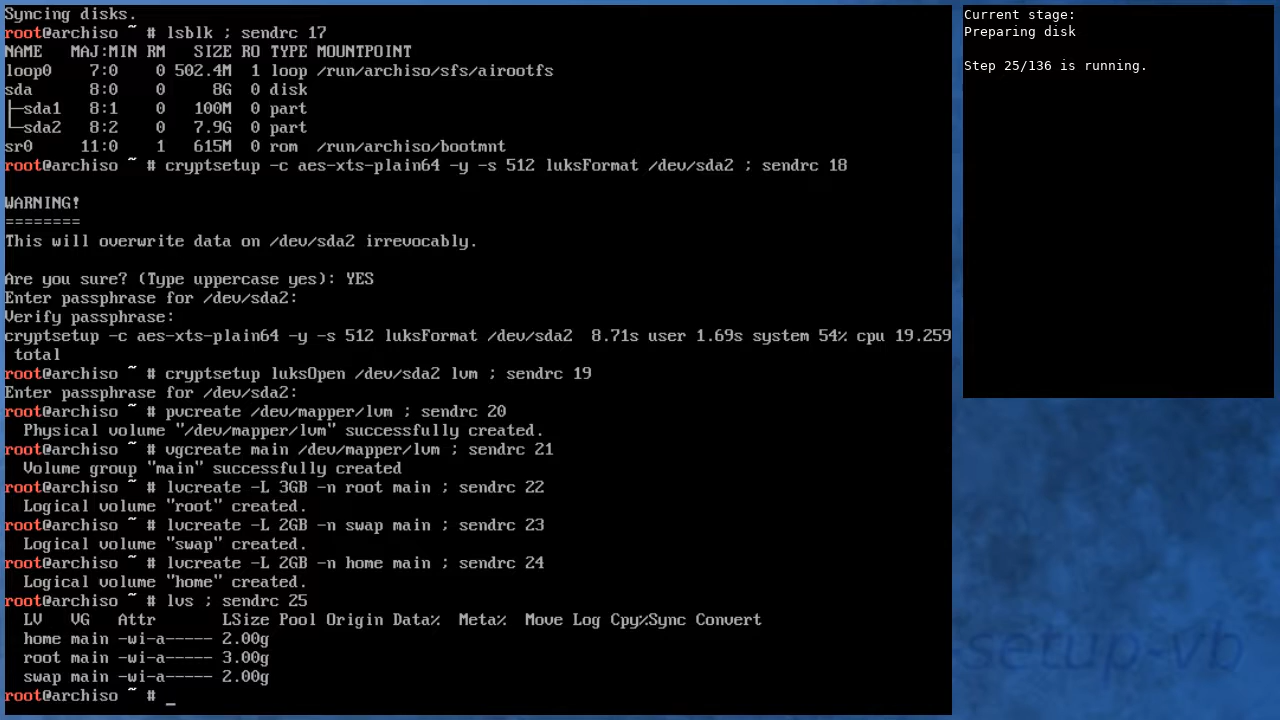 Syncing disks.
root@archiso ~ # lsblk ; sendrc 17
NAME   MAJ:MIN RM   SIZE RO TYPE MOUNTPOINT
loop0    7:0    0 502.4M  1 loop /run/archiso/sfs/airootfs
sda      8:0    0     8G  0 disk
├─sda1   8:1    0   100M  0 part
└─sda2   8:2    0   7.9G  0 part
sr0     11:0    1   615M  0 rom  /run/archiso/bootmnt
root@archiso ~ # cryptsetup -c aes-xts-plain64 -y -s 512 luksFormat /dev/sda2 ; sendrc 18
WARNING!
========
This will overwrite data on /dev/sda2 irrevocably.
Are you sure? (Type uppercase yes): YES
Enter passphrase for /dev/sda2:
Verify passphrase:
cryptsetup -c aes-xts-plain64 -y -s 512 luksFormat /dev/sda2  8.71s user 1.69s system 54% cpu 19.259
 total
root@archiso ~ # cryptsetup luksOpen /dev/sda2 lvm ; sendrc 19
Enter passphrase for /dev/sda2:
root@archiso ~ # pvcreate /dev/mapper/lvm ; sendrc 20
  Physical volume "/dev/mapper/lvm" successfully created.
root@archiso ~ # vgcreate main /dev/mapper/lvm ; sendrc 21
  Volume group "main" successfully created
root@archiso ~ # lvcreate -L 3GB -n root main ; sendrc 22
  Logical volume "root" created.
root@archiso ~ # lvcreate -L 2GB -n swap main ; sendrc 23
  Logical volume "swap" created.
root@archiso ~ # lvcreate -L 2GB -n home main ; sendrc 24
  Logical volume "home" created.
root@archiso ~ # lvs ; sendrc 25
  LV   VG   Attr       LSize Pool Origin Data%  Meta%  Move Log Cpy%Sync Convert
  home main -wi-a----- 2.00g
  root main -wi-a----- 3.00g
  swap main -wi-a----- 2.00g
root@archiso ~ # _
Current stage:
Preparing disk
Step 25/136 is running.
-setup-vb